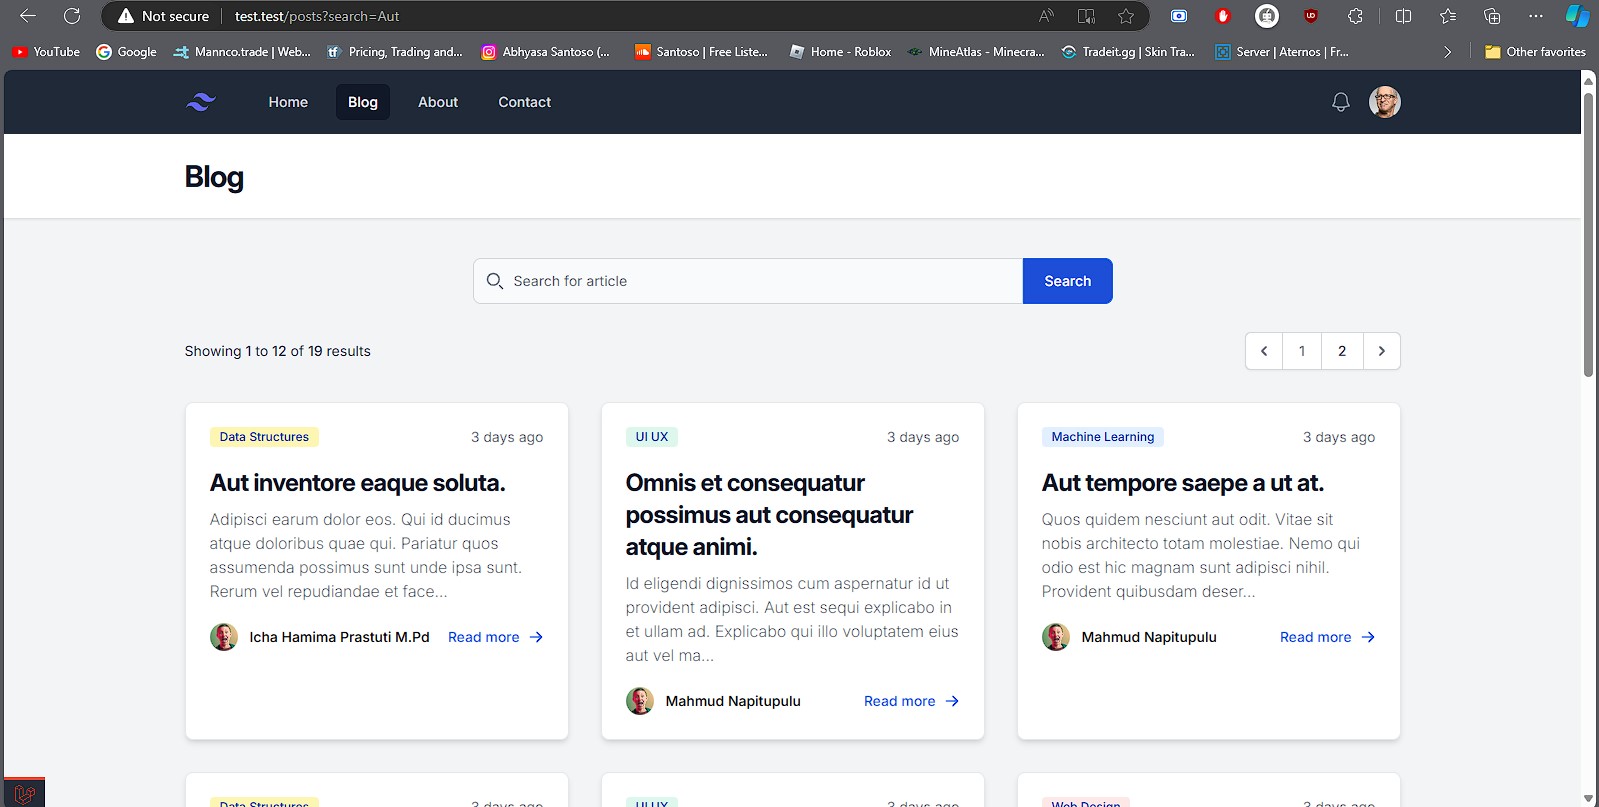 Not secure test.test/posts?search=Aut
YouTube Google Mannco.trade | Web... Pricing, Trading and... Abhyasa Santoso (... Santoso | Free Liste... Home - Roblox MineAtlas - Minecra... Tradeit.gg | Skin Tra... Server | Aternos | Fr... Other favorites
Home Blog About Contact
Blog
Search for article Search
Showing 1 to 12 of 19 results 1 2
Data Structures 3 days ago
Aut inventore eaque soluta.
Adipisci earum dolor eos. Qui id ducimus
atque doloribus quae qui. Pariatur quos
assumenda possimus sunt unde ipsa sunt.
Rerum vel repudiandae et face...
Icha Hamima Prastuti M.Pd Read more
UI UX 3 days ago
Omnis et consequatur
possimus aut consequatur
atque animi.
Id eligendi dignissimos cum aspernatur id ut
provident adipisci. Aut est sequi explicabo in
et ullam ad. Explicabo qui illo voluptatem eius
aut vel ma...
Mahmud Napitupulu Read more
Machine Learning 3 days ago
Aut tempore saepe a ut at.
Quos quidem nesciunt aut odit. Vitae sit
nobis architecto totam molestiae. Nemo qui
odio est hic magnam sunt adipisci nihil.
Provident quibusdam deser...
Mahmud Napitupulu Read more
Data Structures 3 days ago
UI UX 3 days ago
Web Design 3 days ago